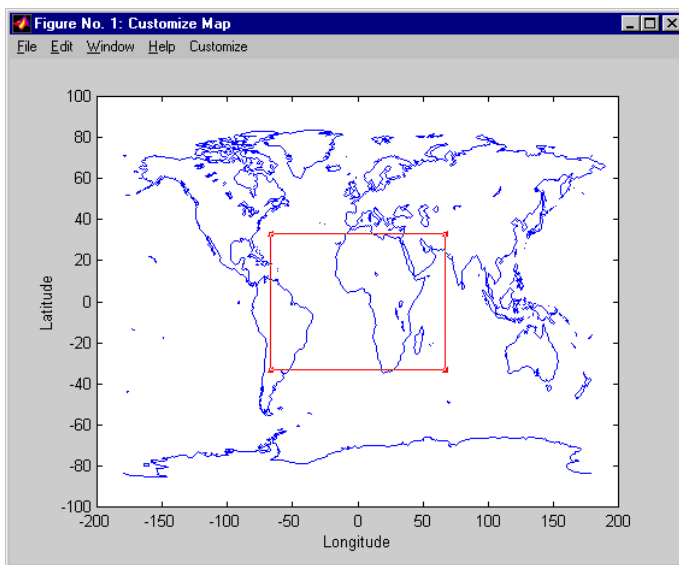 Figure No. 1: Customize Map
File Edit Window Help Customize
100
80
60
40
20
0
-20
-40
-60
-80
-100
Latitude
-200 -150 -100 -50 0 50 100 150 200
Longitude